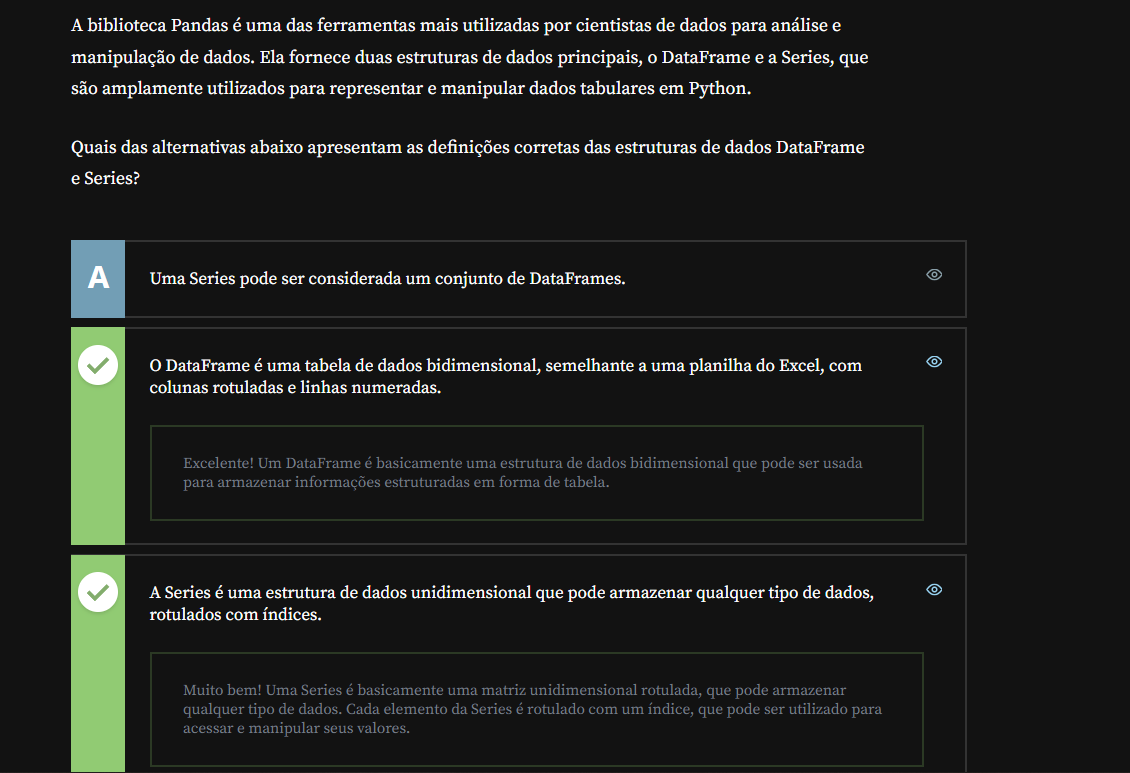 A biblioteca Pandas é uma das ferramentas mais utilizadas por cientistas de dados para análise e
manipulação de dados. Ela fornece duas estruturas de dados principais, o DataFrame e a Series, que
são amplamente utilizados para representar e manipular dados tabulares em Python.
Quais das alternativas abaixo apresentam as definições corretas das estruturas de dados DataFrame
e Series?
A
Uma Series pode ser considerada um conjunto de DataFrames.
O DataFrame é uma tabela de dados bidimensional, semelhante a uma planilha do Excel, com
colunas rotuladas e linhas numeradas.
Excelente! Um DataFrame é basicamente uma estrutura de dados bidimensional que pode ser usada
para armazenar informações estruturadas em forma de tabela.
A Series é uma estrutura de dados unidimensional que pode armazenar qualquer tipo de dados,
rotulados com índices.
Muito bem! Uma Series é basicamente uma matriz unidimensional rotulada, que pode armazenar
qualquer tipo de dados. Cada elemento da Series é rotulado com um índice, que pode ser utilizado para
acessar e manipular seus valores.